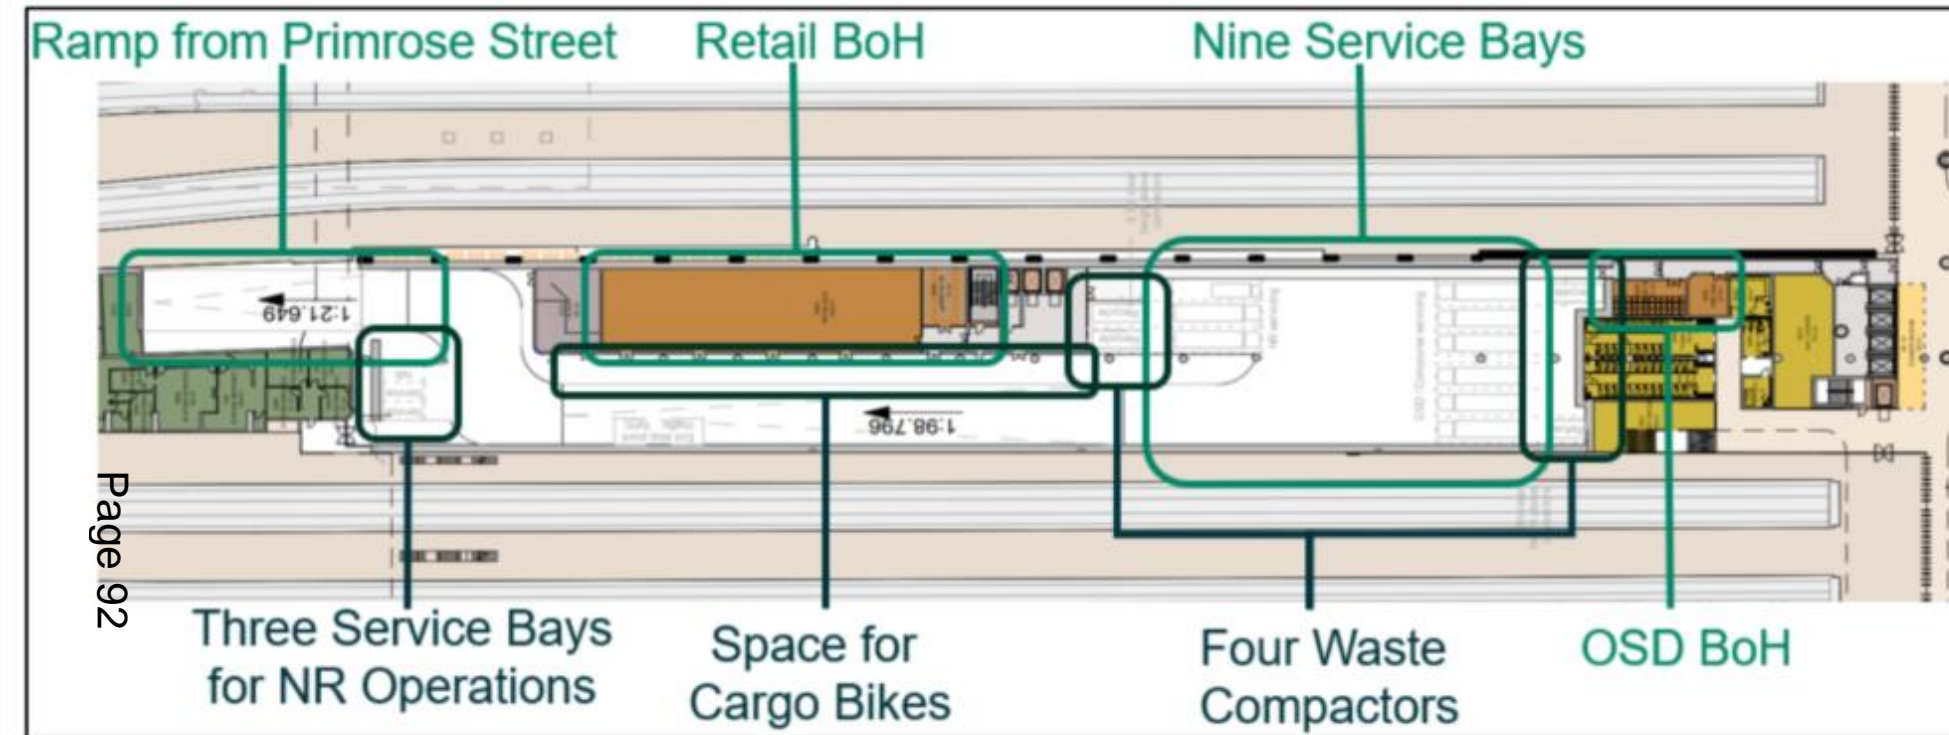 Ramp from Primrose Street
Retail BoH
Nine Service Bays
1:21.649
1:98.796
Page 92
Three Service Bays
for NR Operations
Space for
Cargo Bikes
Four Waste
Compactors
OSD BoH